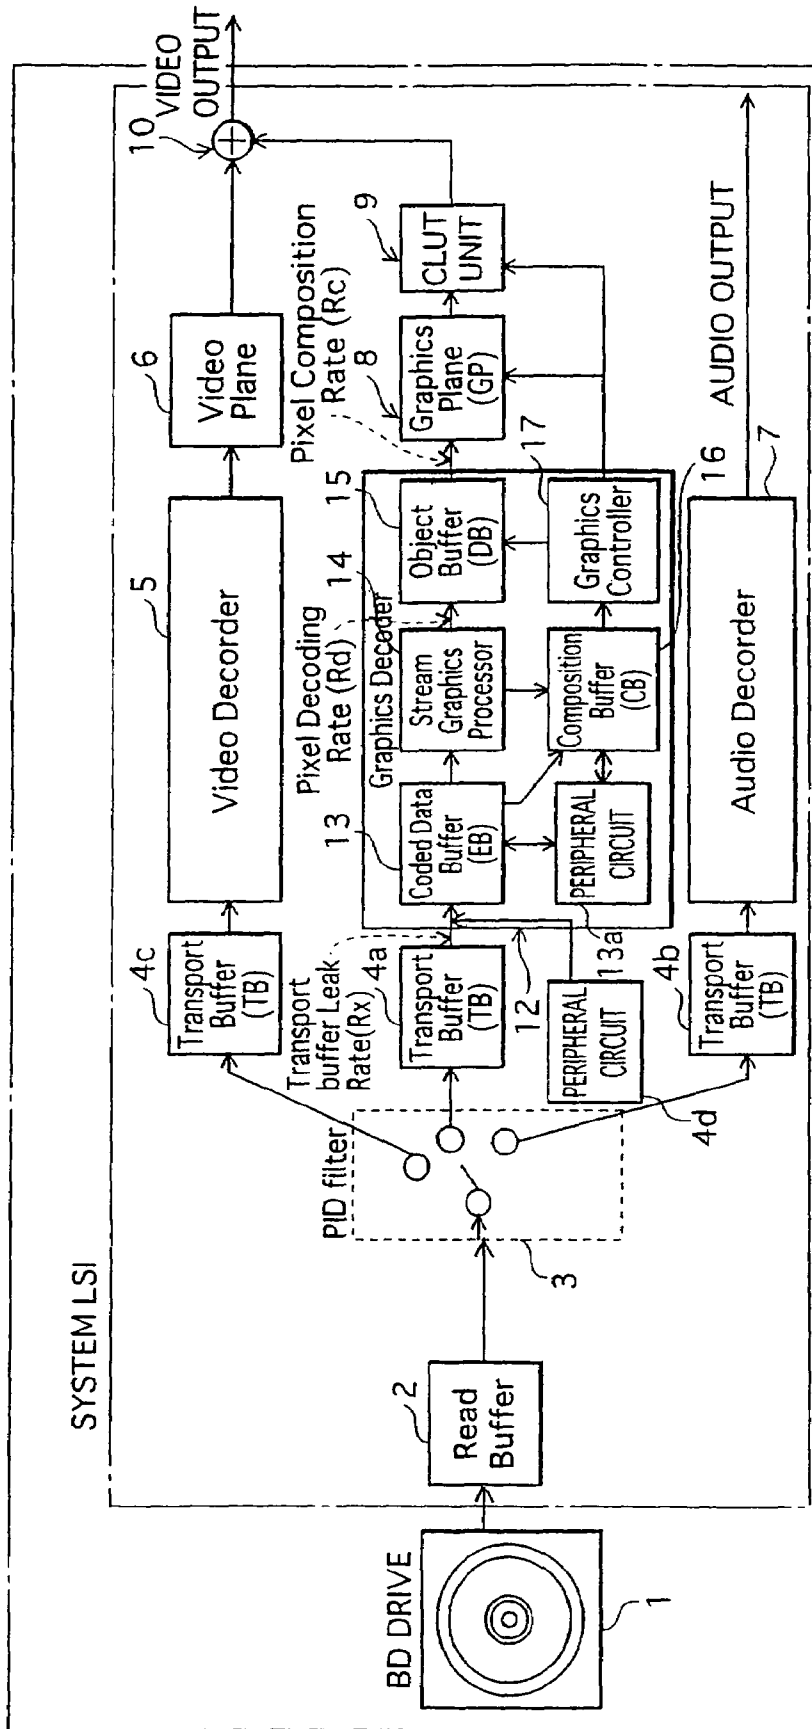 SYSTEM LSI
BD DRIVE
1
2
Read
Buffer
3
PID filter
4c
Transport
Buffer
(TB)
5
Video Decorder
6
Video
Plane
10
VIDEO
OUTPUT
Transport
buffer Leak
Rate(Rx)
4a
Transport
Buffer
(TB)
PERIPHERAL
CIRCUIT
4d
12
Graphics Decoder
13
Coded Data
Buffer
(EB)
PERIPHERAL
CIRCUIT
13a
Pixel Decoding
Rate (Rd)
14
Stream
Graphics
Processor
Composition
Buffer
(CB)
16
15
Object
Buffer
(DB)
17
Graphics
Controller
Pixel Composition
Rate (Rc)
8
Graphics
Plane
(GP)
9
CLUT
UNIT
4b
Transport
Buffer
(TB)
Audio Decorder
7
AUDIO OUTPUT